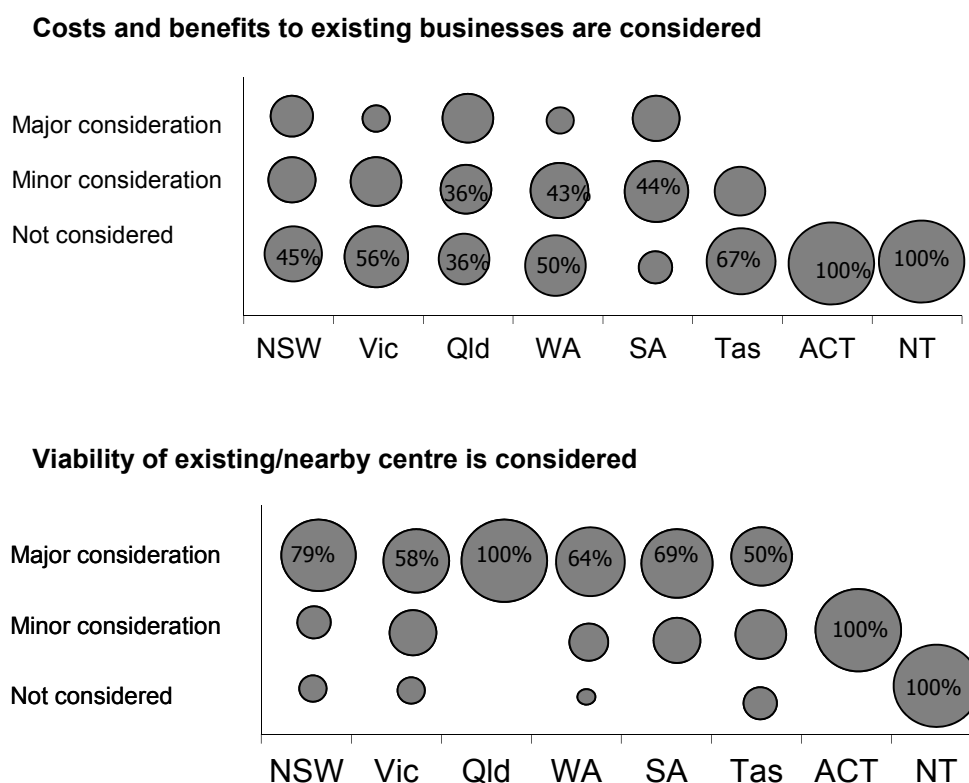 Costs and benefits to existing businesses are considered
Major consideration
Minor consideration
36% 43% 44%
Not considered
45% 56% 36% 50% 67% 100% 100%
NSW Vic Qld WA SA Tas ACT NT
Viability of existing/nearby centre is considered
Major consideration
79% 58% 100% 64% 69% 50%
Minor consideration
100%
Not considered
100%
NSW Vic Qld WA SA Tas ACT NT